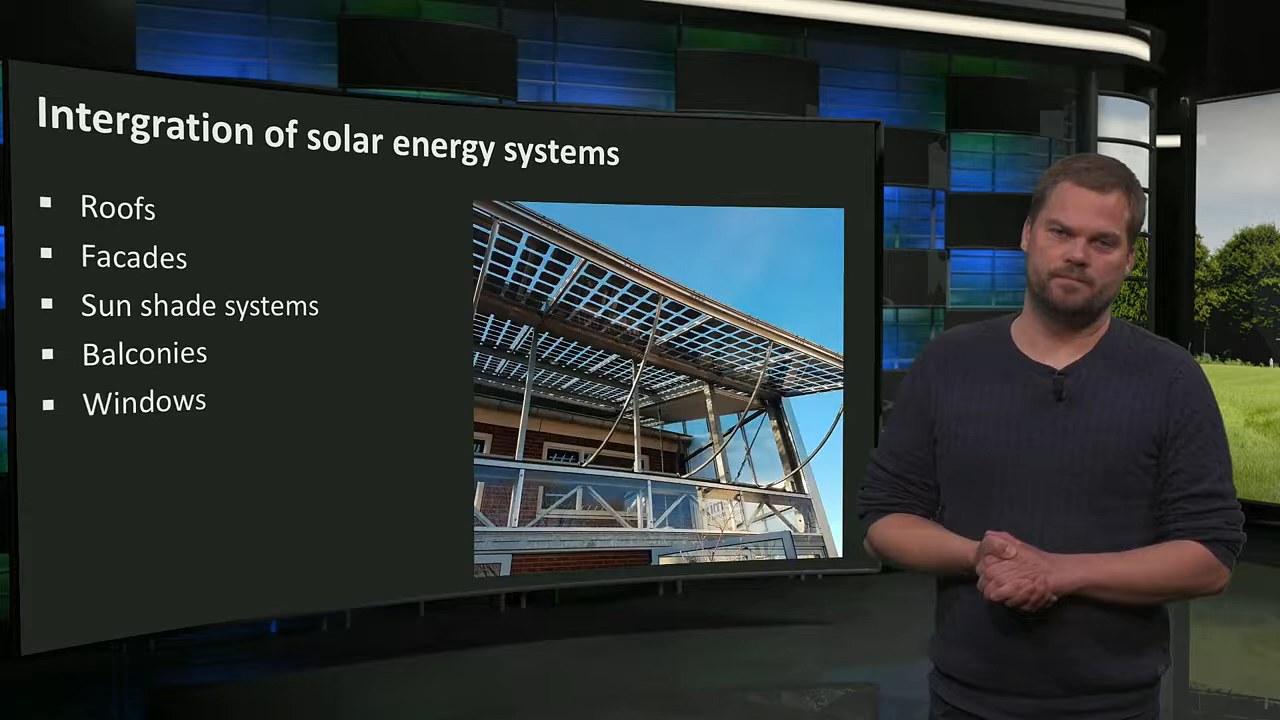 Intergration of solar energy systems
Roofs
Facades
Sun shade systems
Balconies
Windows